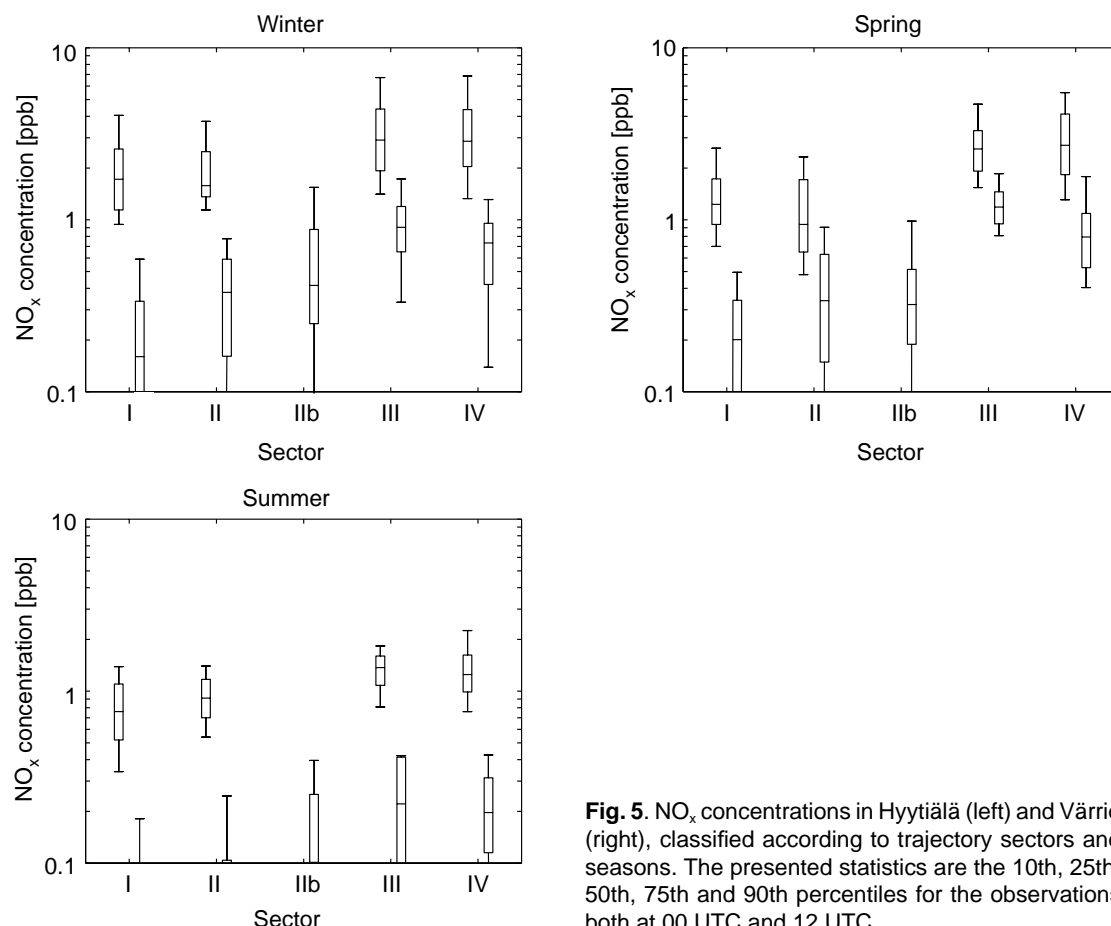 Winter
10
1
0.1
NOx concentration [ppb]
I II IIb III IV
Sector
Spring
10
1
0.1
NOx concentration [ppb]
I II IIb III IV
Sector
Summer
10
1
0.1
NOx concentration [ppb]
I II IIb III IV
Sector
Fig. 5. NOx concentrations in Hyytiälä (left) and Värriö
(right), classified according to trajectory sectors and
seasons. The presented statistics are the 10th, 25th
50th, 75th and 90th percentiles for the observations
both at 00 UTC and 12 UTC